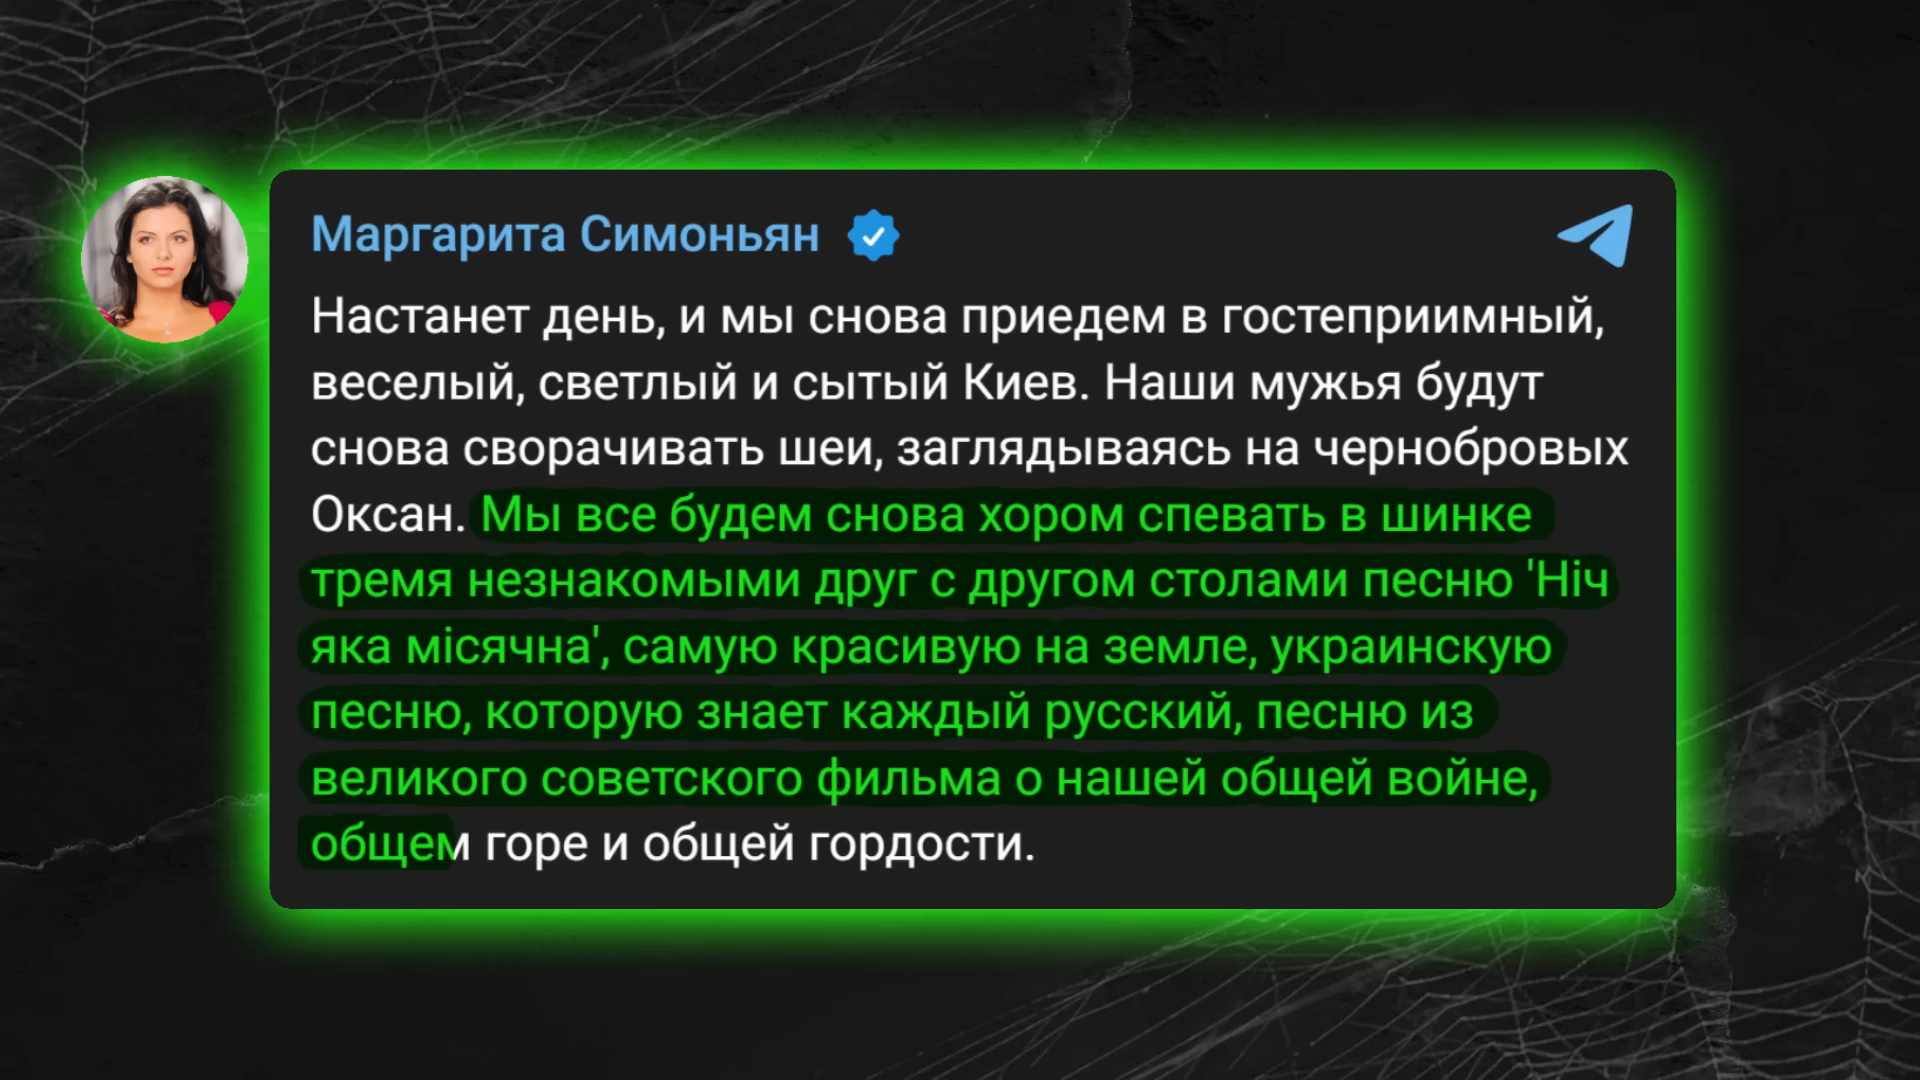 Маргарита Симоньян
Настанет день, и мы снова приедем в гостеприимный,
веселый, светлый и сытый Киев. Наши мужья будут
снова сворачивать шеи, заглядываясь на чернобровых
Оксан. Мы все будем снова хором спевать в шинке
тремя незнакомыми друг с другом столами песню 'Ніч
яка місячна', самую красивую на земле, украинскую
песню, которую знает каждый русский, песню из
великого советского фильма о нашей общей войне,
общем горе и общей гордости.